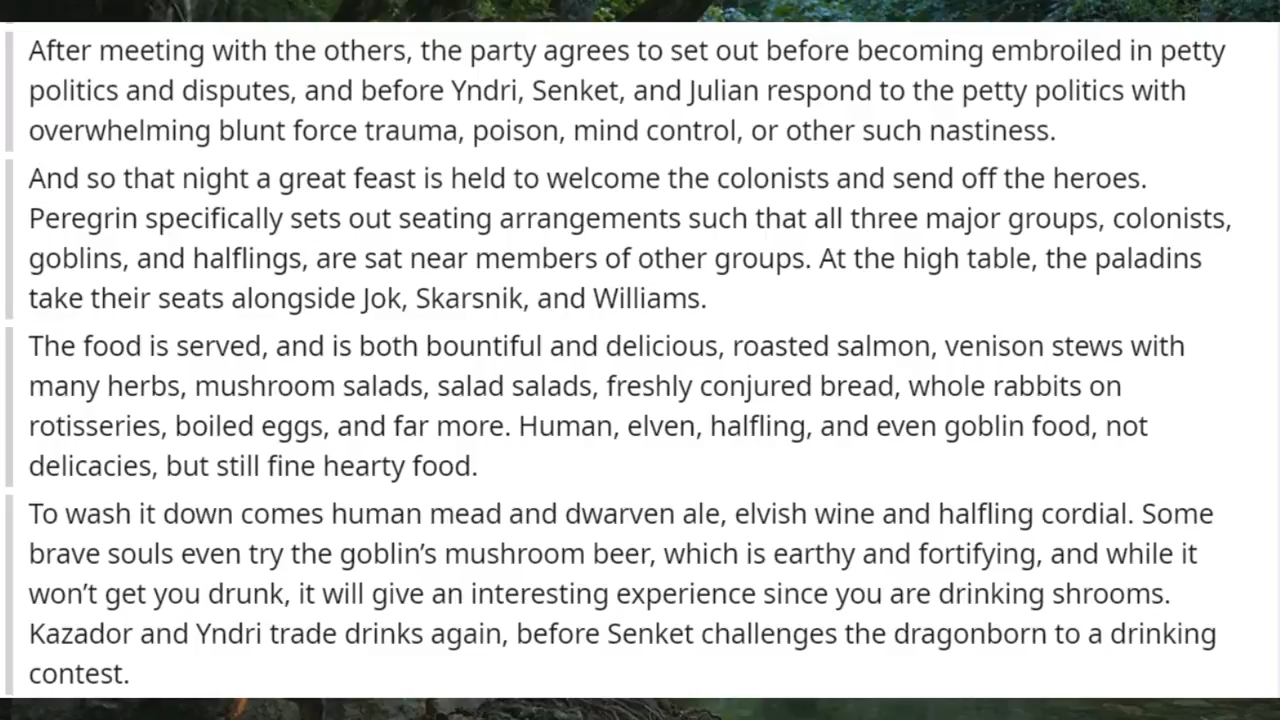 After meeting with the others, the party agrees to set out before becoming embroiled in petty
politics and disputes, and before Yndri, Senket, and Julian respond to the petty politics with
overwhelming blunt force trauma, poison, mind control, or other such nastiness.
And so that night a great feast is held to welcome the colonists and send off the heroes.
Peregrin specifically sets out seating arrangements such that all three major groups, colonists,
goblins, and halflings, are sat near members of other groups. At the high table, the paladins
take their seats alongside Jok, Skarsnik, and Williams.
The food is served, and is both bountiful and delicious, roasted salmon, venison stews with
many herbs, mushroom salads, salad salads, freshly conjured bread, whole rabbits on
rotisseries, boiled eggs, and far more. Human, elven, halfling, and even goblin food, not
delicacies, but still fine hearty food.
To wash it down comes human mead and dwarven ale, elvish wine and halfling cordial. Some
brave souls even try the goblin’s mushroom beer, which is earthy and fortifying, and while it
won’t get you drunk, it will give an interesting experience since you are drinking shrooms.
Kazador and Yndri trade drinks again, before Senket challenges the dragonborn to a drinking
contest.